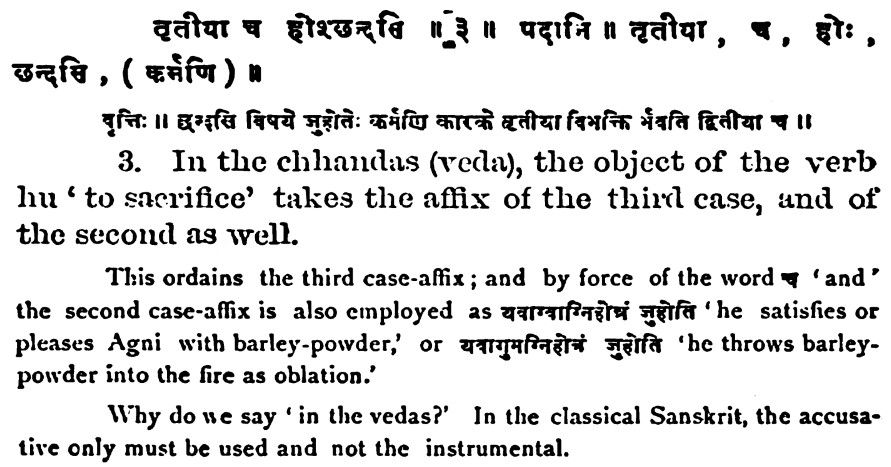 तृतीया च होश्छन्दसि ॥ ३ ॥ पदानि ॥ तृतीया , च , होः ,
छन्दसि , ( कर्मणि ) ॥
वृत्तिः ॥ छन्दसि विषये जुहोतेः कर्मणि कारके तृतीया विभक्ति र्भवति द्वितीया च ॥
3. In the chhandas (veda), the object of the verb
hu ‘ to sacrifice’ takes the affix of the third case, and of
the second as well.
This ordains the third case-affix ; and by force of the word च ‘ and ’
the second case-affix is also employed as यवाग्वाग्निहोत्रं जुहोति ‘ he satisfies or
pleases Agni with barley-powder,’ or यवागुमग्निहोत्रं जुहोति ‘he throws barley-
powder into the fire as oblation.’
Why do we say ‘ in the vedas?’ In the classical Sanskrit, the accusa-
tive only must be used and not the instrumental.